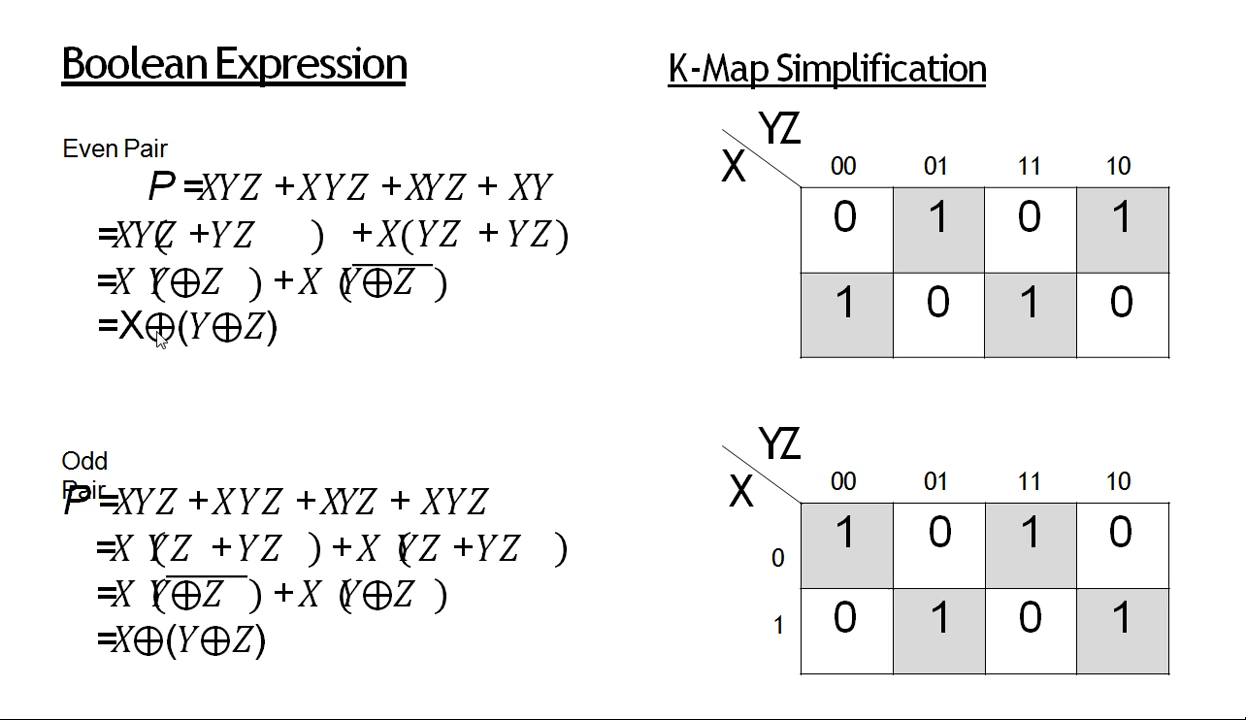 Boolean Expression
Even Pair
P =XYZ +XYZ +XYZ + XY
=XY(Z +YZ ) +X(YZ +YZ)
=X (Y⊕Z ) +X (Y⊕Z )
=X⊕(Y⊕Z)
Odd
Pair
P =XYZ +XYZ +XYZ + XYZ
=X Y(Z +YZ ) +X (YZ +YZ )
=X (Y⊕Z ) +X (Y⊕Z )
=X⊕(Y⊕Z)
K-Map Simplification
YZ
X 00 01 11 10
0 1 0 1
1 0 1 0
YZ
X 00 01 11 10
0 1 0 1 0
1 0 1 0 1